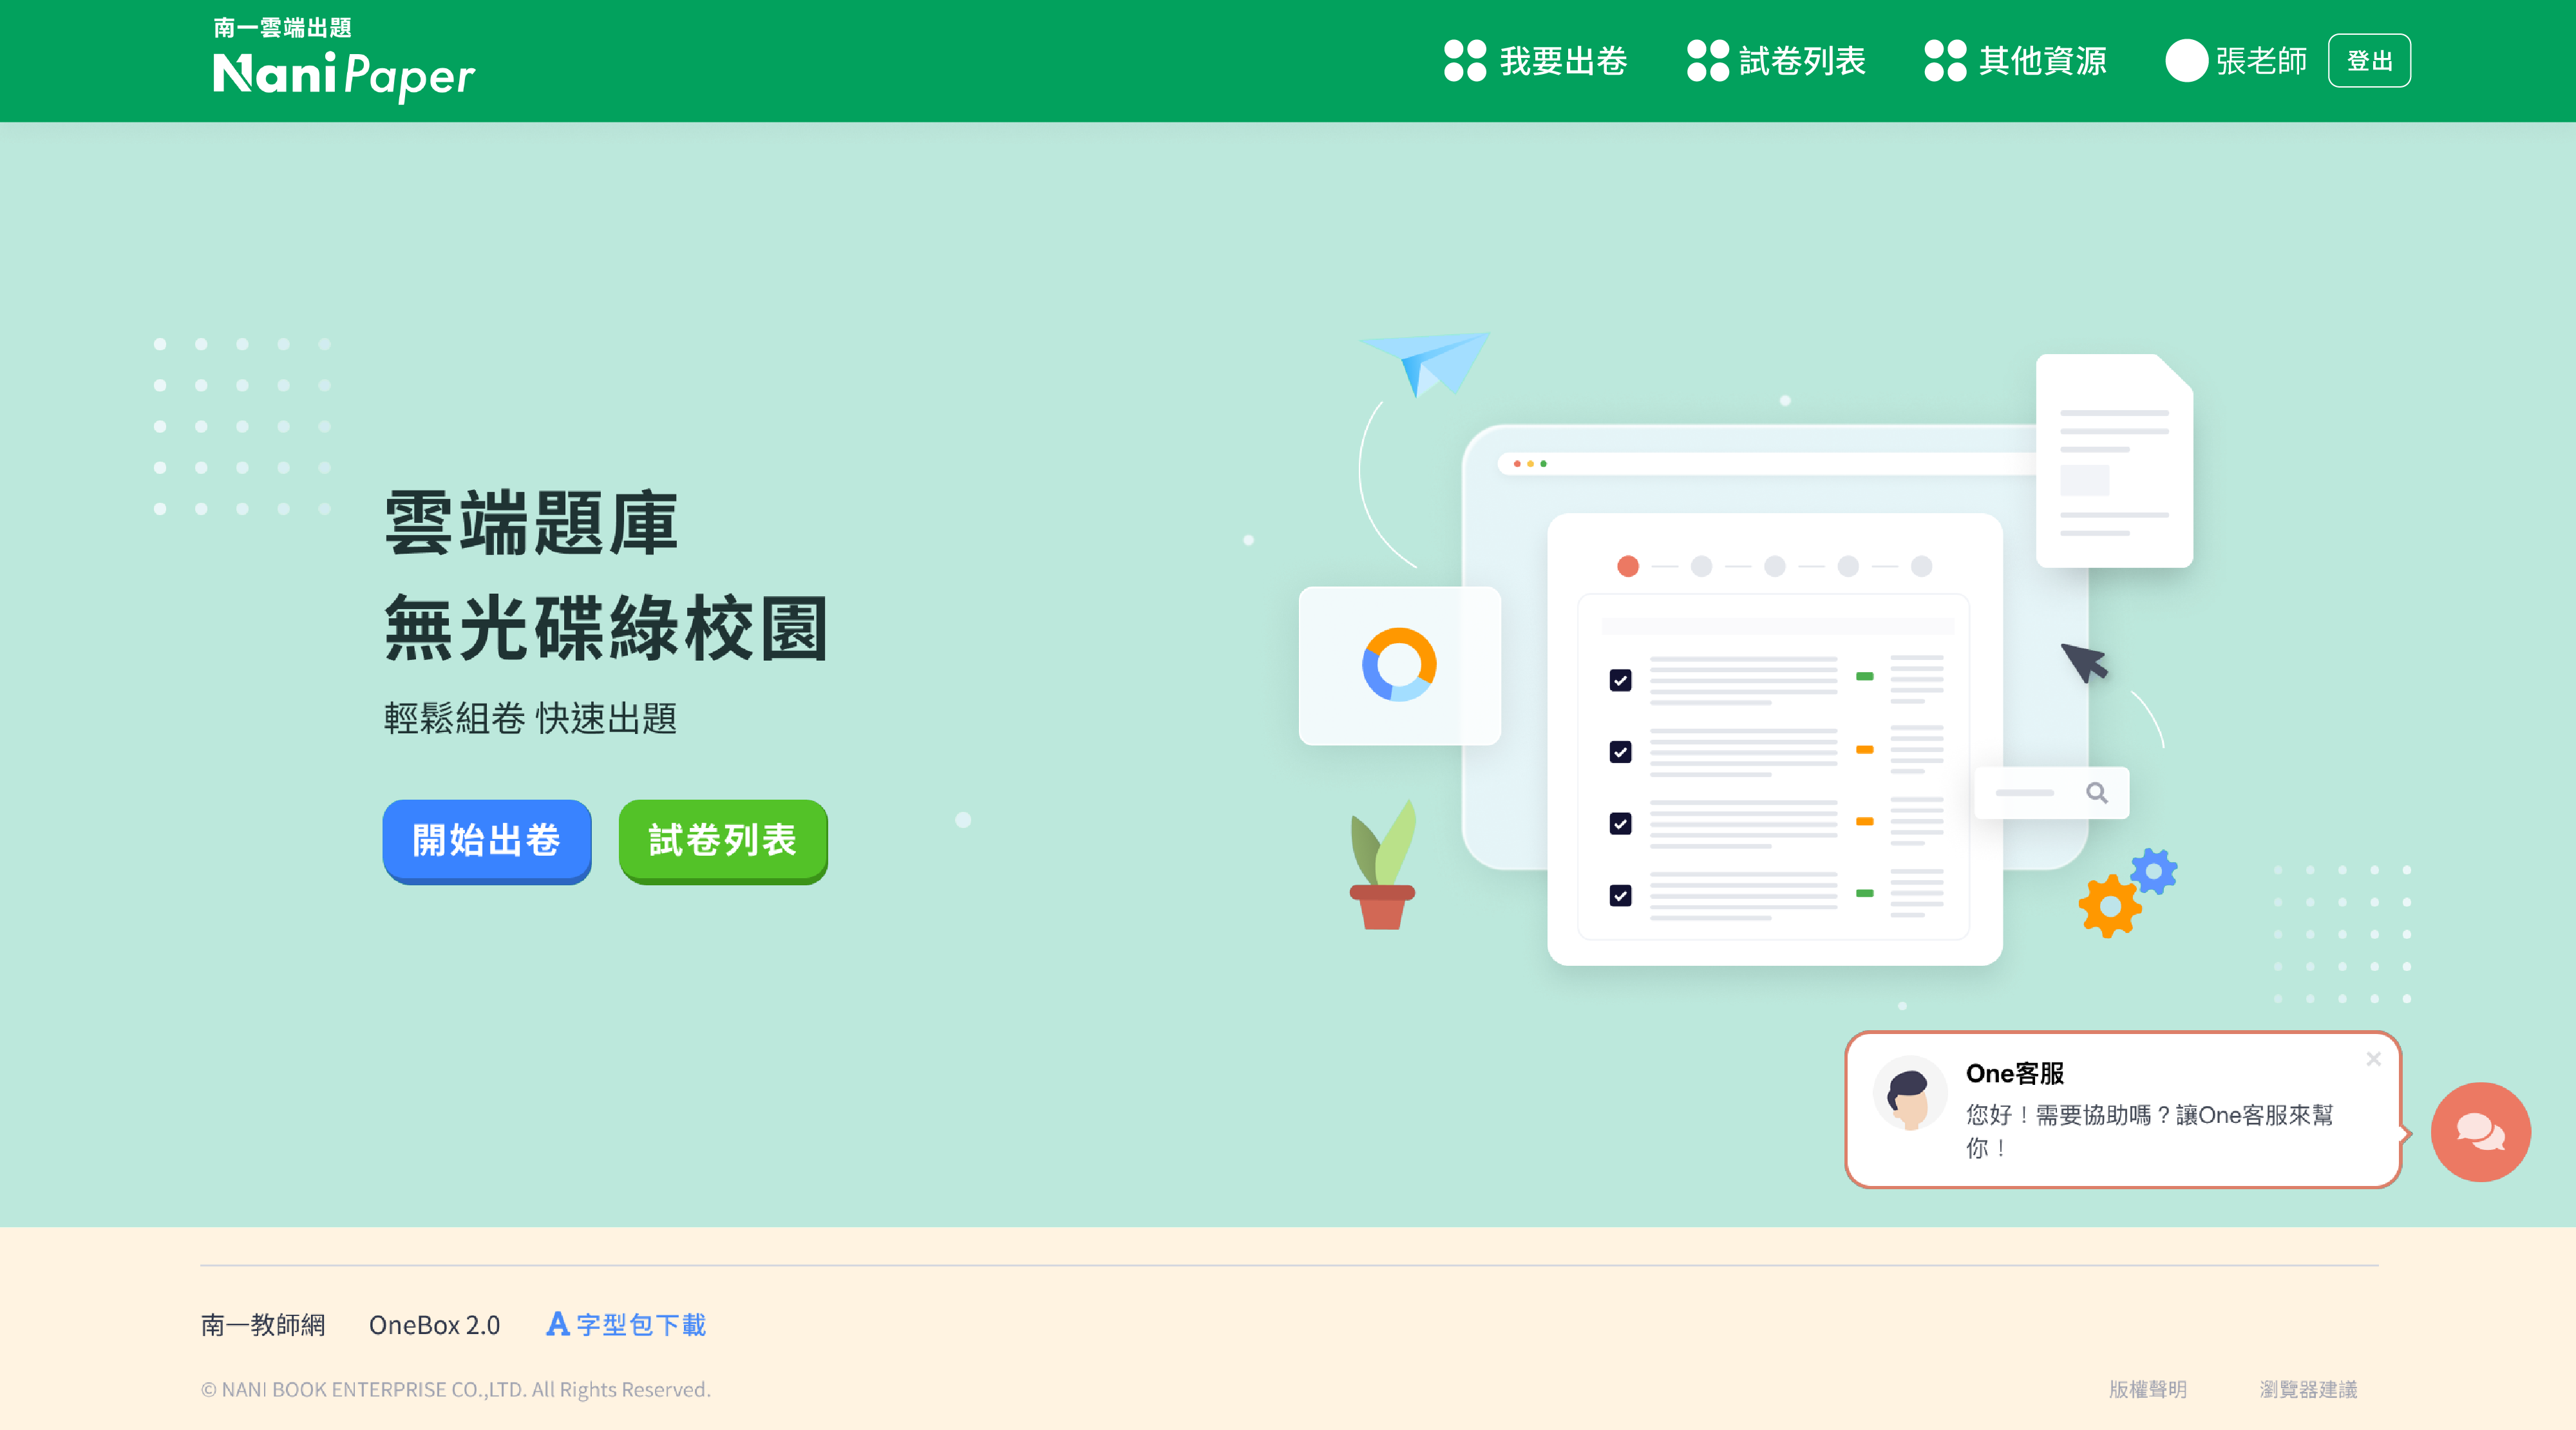 南一雲端出題
Nani Paper
我要出卷
試卷列表
其他資源
張老師
登出
雲端題庫
無光碟綠校園
輕鬆組卷 快速出題
開始出卷
試卷列表
One客服
您好！需要協助嗎？讓One客服來幫
你！
南一教師網
OneBox 2.0
A 字型包下載
© NANI BOOK ENTERPRISE CO.,LTD. All Rights Reserved.
版權聲明
瀏覽器建議